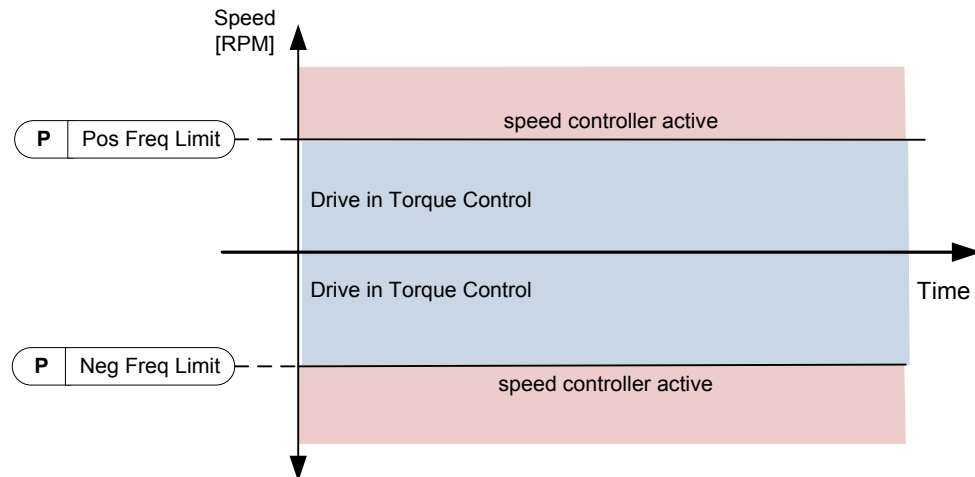 Speed
[RPM]
speed controller active
P Pos Freq Limit
Drive in Torque Control
Drive in Torque Control
Time
P Neg Freq Limit
speed controller active